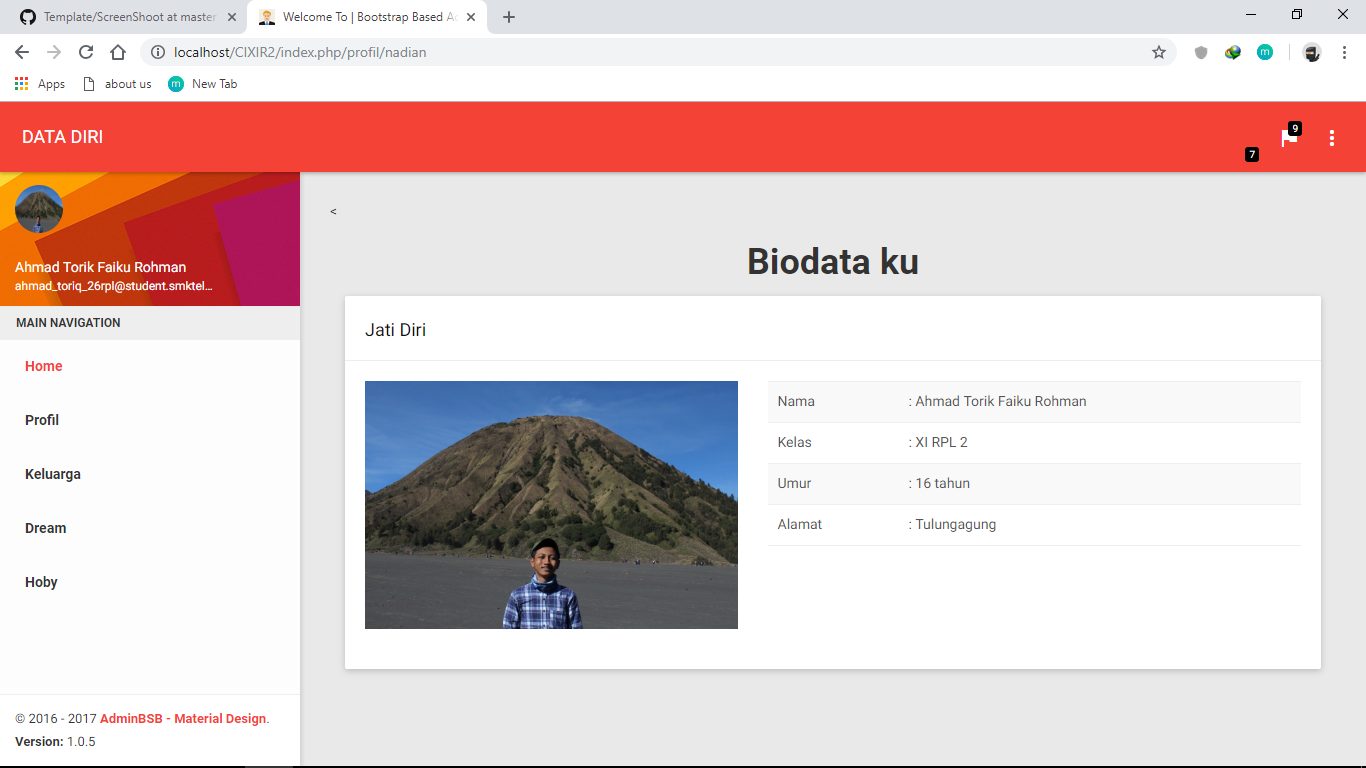 Template/ScreenShoot at master
Welcome To | Bootstrap Based Ad
localhost/CIXIR2/index.php/profil/nadian
Apps
about us
m
New Tab
m
DATA DIRI
9
7
Ahmad Torik Faiku Rohman
ahmad_toriq_26rpl@student.smktel...
MAIN NAVIGATION
Home
Profil
Keluarga
Dream
Hoby
© 2016 - 2017 AdminBSB - Material Design.
Version: 1.0.5
<
Biodata ku
Jati Diri
Nama : Ahmad Torik Faiku Rohman
Kelas : XI RPL 2
Umur : 16 tahun
Alamat : Tulungagung